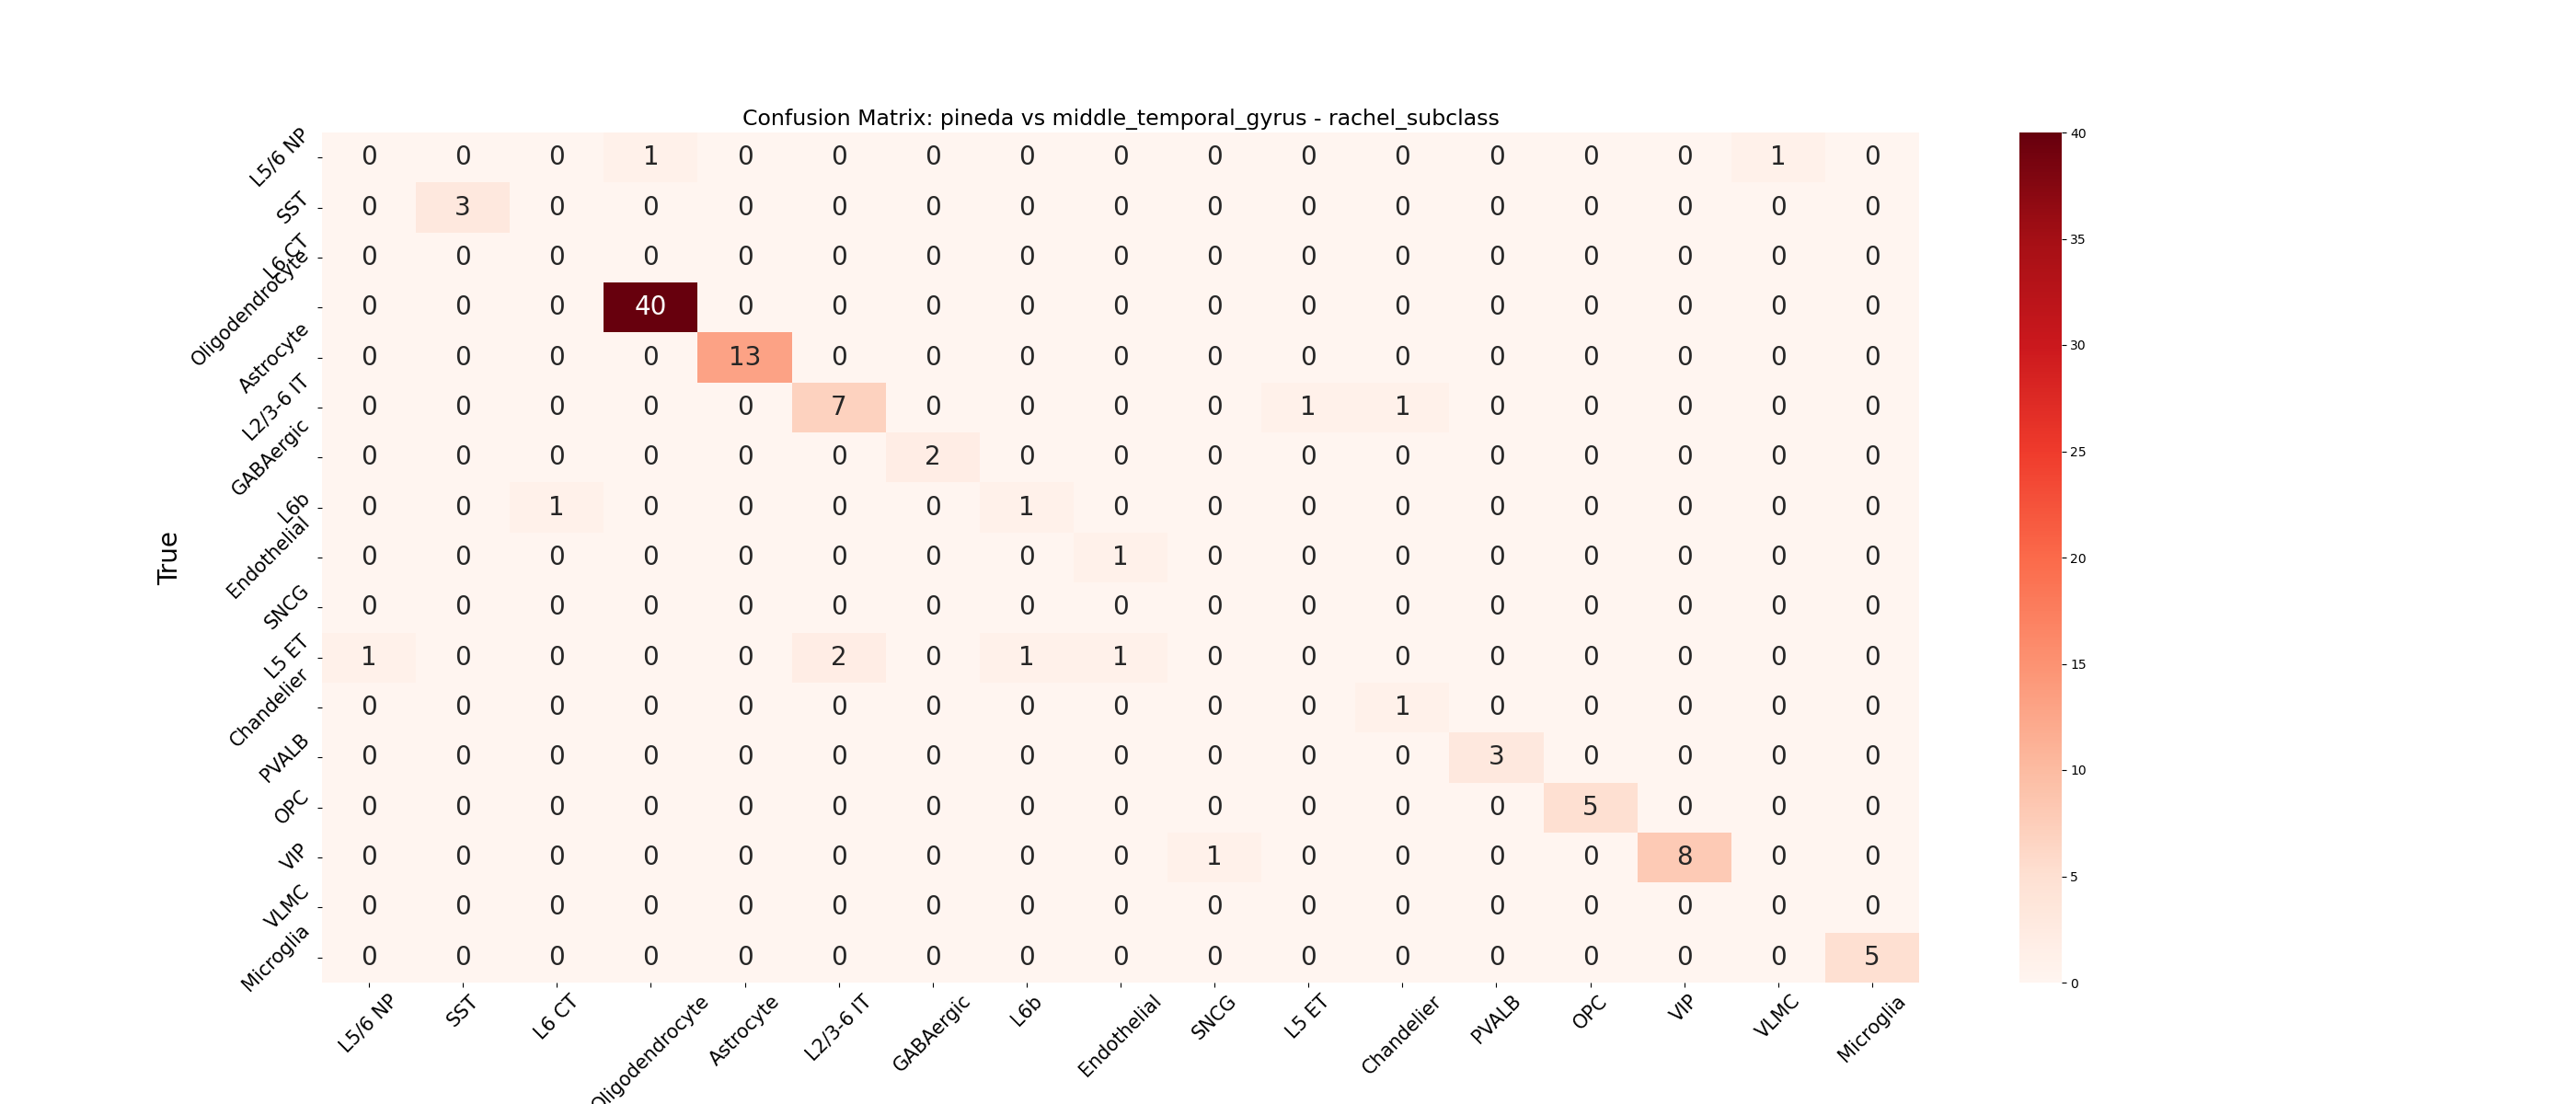 Confusion Matrix: pineda vs middle_temporal_gyrus - rachel_subclass
True
L5/6 NP 0 0 0 1 0 0 0 0 0 0 0 0 0 0 0 1 0
SST 0 3 0 0 0 0 0 0 0 0 0 0 0 0 0 0 0
L6 CT 0 0 0 0 0 0 0 0 0 0 0 0 0 0 0 0 0
Oligodendrocyte 0 0 0 40 0 0 0 0 0 0 0 0 0 0 0 0 0
Astrocyte 0 0 0 0 13 0 0 0 0 0 0 0 0 0 0 0 0
L2/3-6 IT 0 0 0 0 0 7 0 0 0 0 1 1 0 0 0 0 0
GABAergic 0 0 0 0 0 0 2 0 0 0 0 0 0 0 0 0 0
L6b 0 0 1 0 0 0 0 1 0 0 0 0 0 0 0 0 0
Endothelial 0 0 0 0 0 0 0 0 1 0 0 0 0 0 0 0 0
SNCG 0 0 0 0 0 0 0 0 0 0 0 0 0 0 0 0 0
L5 ET 1 0 0 0 0 2 0 1 1 0 0 0 0 0 0 0 0
Chandelier 0 0 0 0 0 0 0 0 0 0 0 1 0 0 0 0 0
PVALB 0 0 0 0 0 0 0 0 0 0 0 0 3 0 0 0 0
OPC 0 0 0 0 0 0 0 0 0 0 0 0 0 5 0 0 0
VIP 0 0 0 0 0 0 0 0 0 1 0 0 0 0 8 0 0
VLMC 0 0 0 0 0 0 0 0 0 0 0 0 0 0 0 0 0
Microglia 0 0 0 0 0 0 0 0 0 0 0 0 0 0 0 0 5
L5/6 NP SST L6 CT Oligodendrocyte Astrocyte L2/3-6 IT GABAergic L6b Endothelial SNCG L5 ET Chandelier PVALB OPC VIP VLMC Microglia
40
35
30
25
20
15
10
5
0